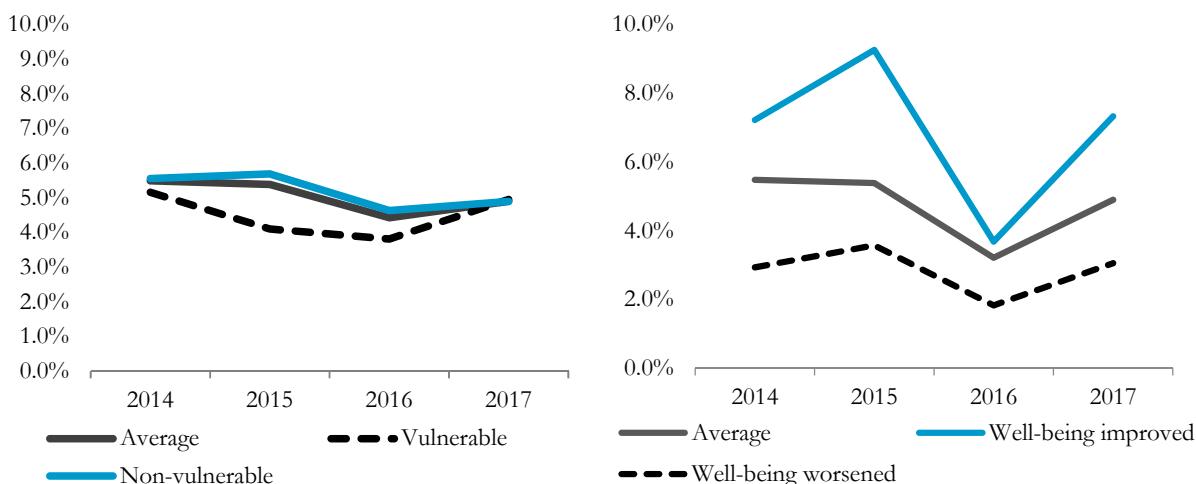 10.0%
9.0%
8.0%
7.0%
6.0%
5.0%
4.0%
3.0%
2.0%
1.0%
0.0%
2014 2015 2016 2017
Average Vulnerable
Non-vulnerable
10.0%
8.0%
6.0%
4.0%
2.0%
0.0%
2014 2015 2016 2017
Average Well-being improved
Well-being worsened